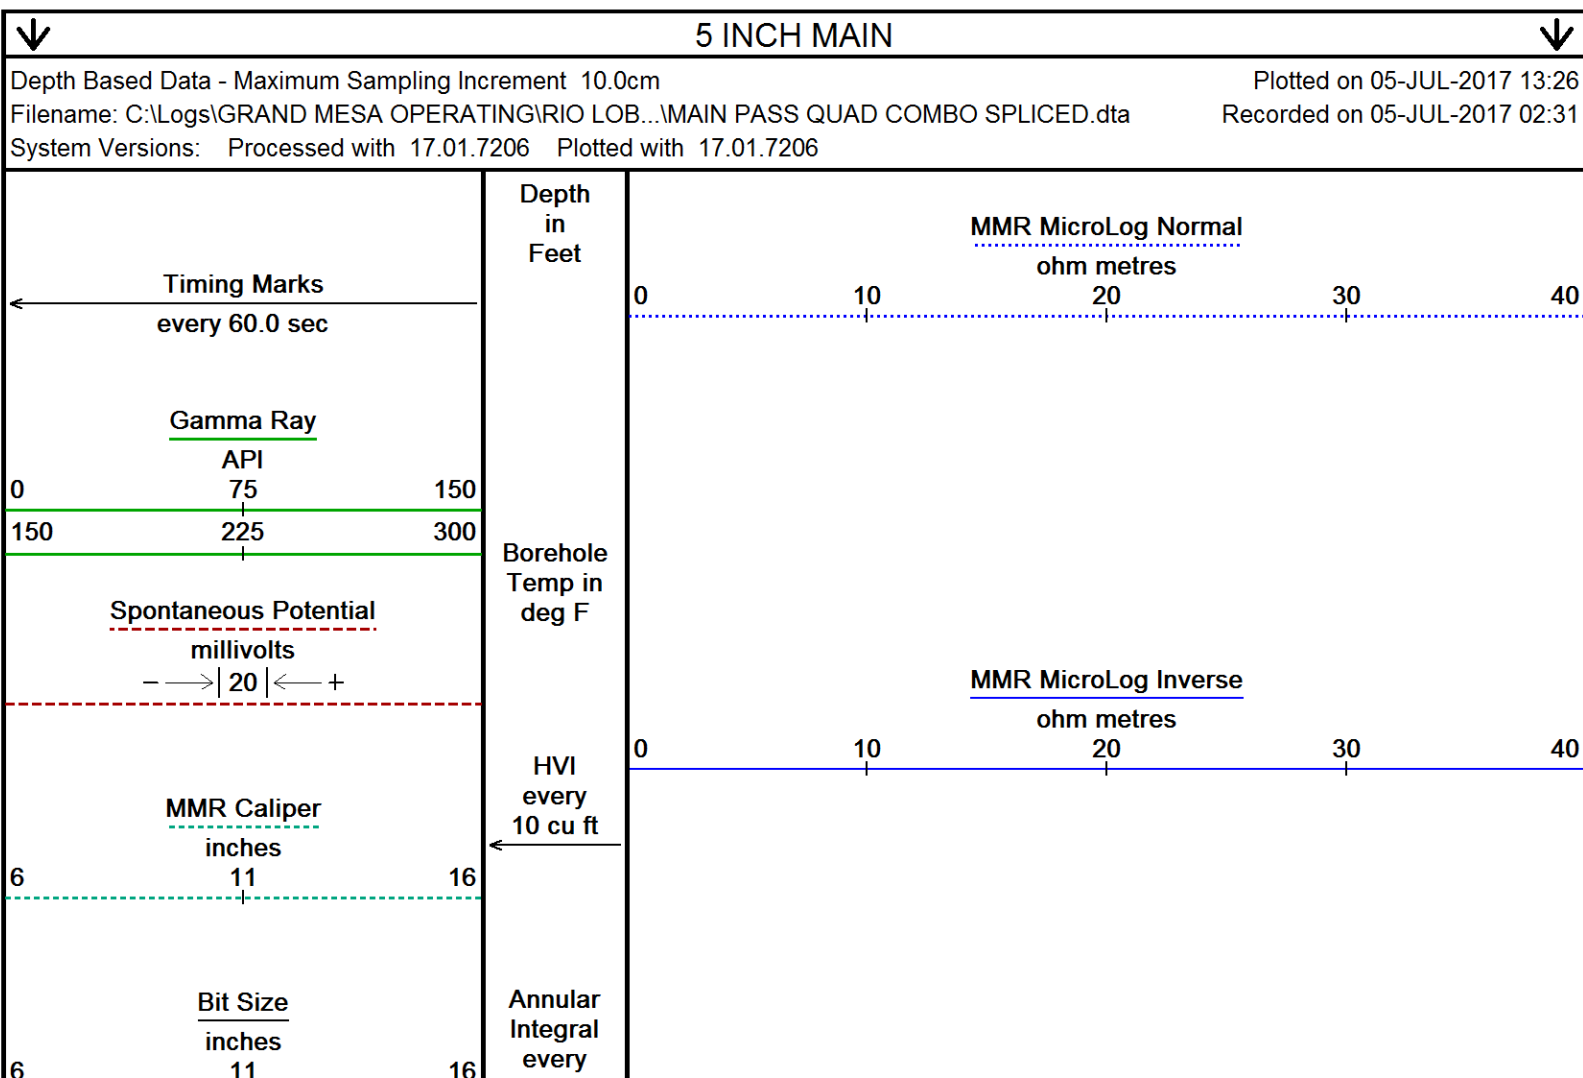 5 INCH MAIN
Depth Based Data - Maximum Sampling Increment 10.0cm
Plotted on 05-JUL-2017 13:26
Filename: C:\Logs\GRAND MESA OPERATING\RIO LOB...\MAIN PASS QUAD COMBO SPLICED.dta
Recorded on 05-JUL-2017 02:31
System Versions: Processed with 17.01.7206 Plotted with 17.01.7206
Timing Marks
every 60.0 sec
Gamma Ray
API
0 75 150
150 225 300
Spontaneous Potential
millivolts
− 20 +
MMR Caliper
inches
6 11 16
Bit Size
inches
6 11 16
Depth
in
Feet
Borehole
Temp in
deg F
HVI
every
10 cu ft
Annular
Integral
every
MMR MicroLog Normal
ohm metres
0 10 20 30 40
MMR MicroLog Inverse
ohm metres
0 10 20 30 40